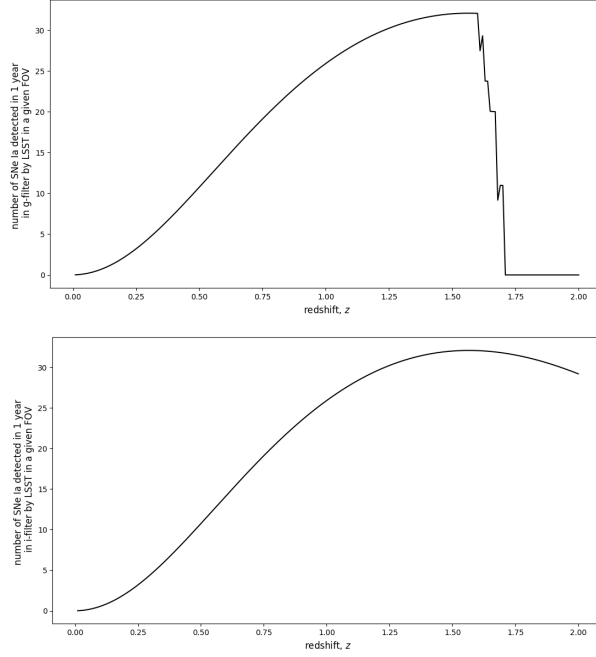 number of SNe Ia detected in 1 year
in g-filter by LSST in a given FOV
30
25
20
15
10
5
0
0.00 0.25 0.50 0.75 1.00 1.25 1.50 1.75 2.00
redshift, z
number of SNe Ia detected in 1 year
in i-filter by LSST in a given FOV
30
25
20
15
10
5
0
0.00 0.25 0.50 0.75 1.00 1.25 1.50 1.75 2.00
redshift, z